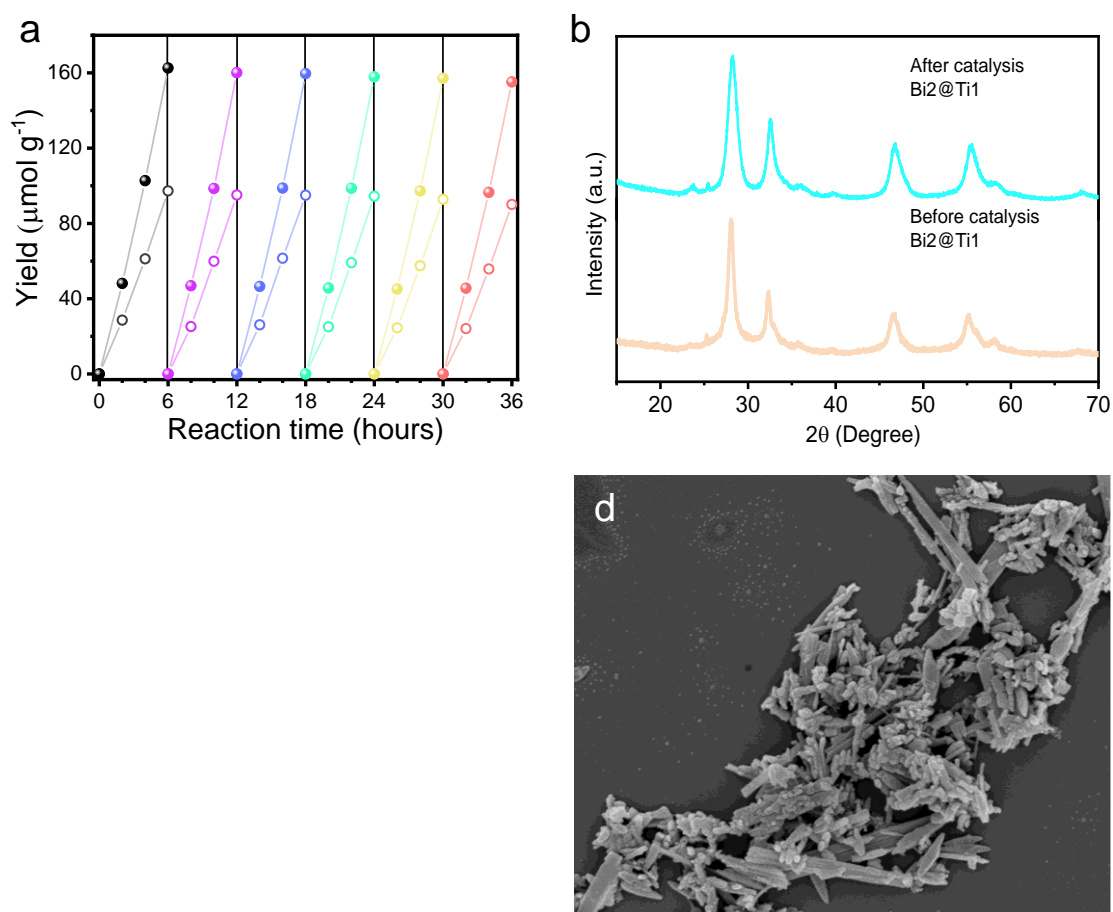 a
Yield (μmol g⁻¹)
160
120
80
40
0
0 6 12 18 24 30 36
Reaction time (hours)
b
Intensity (a.u.)
After catalysis
Bi2@Ti1
Before catalysis
Bi2@Ti1
20 30 40 50 60 70
2θ (Degree)
d